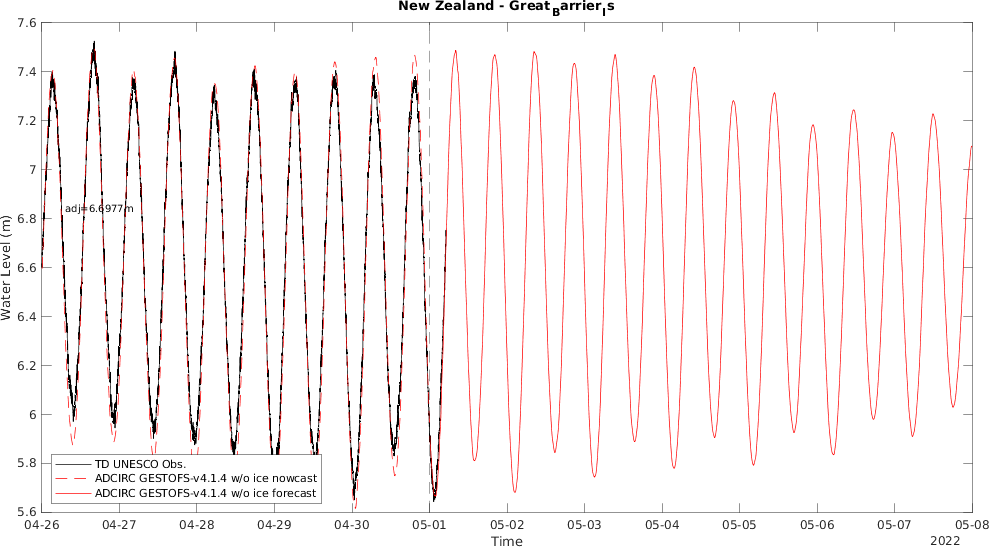 New Zealand - Great_Barrier_Is
7.6
7.4
7.2
7
6.8
6.6
6.4
6.2
6
5.8
5.6
Water Level (m)
adj=6.6977m
TD UNESCO Obs.
ADCIRC GESTOFS-v4.1.4 w/o ice nowcast
ADCIRC GESTOFS-v4.1.4 w/o ice forecast
04-26 04-27 04-28 04-29 04-30 05-01 05-02 05-03 05-04 05-05 05-06 05-07 05-08
Time
2022